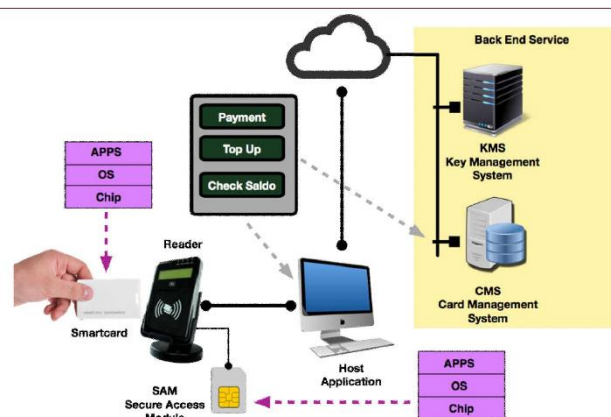 Back End Service
Payment
Top Up
Check Saldo
KMS
Key Management
System
APPS
OS
Chip
Reader
Smartcard
CMS
Card Management
System
Host
Application
SAM
Secure Access
Module
APPS
OS
Chip